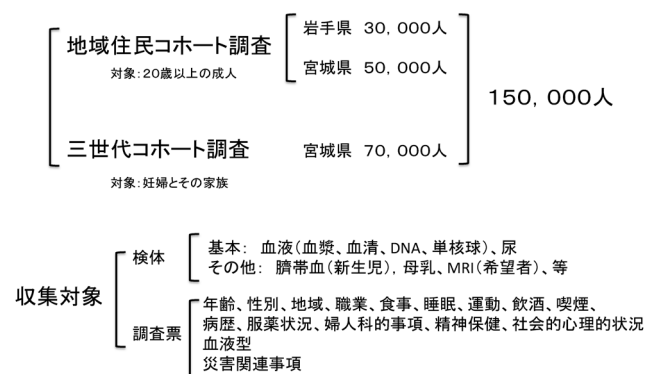 地域住民コホート調査
対象:20歳以上の成人
岩手県 30,000人
宮城県 50,000人
150,000人
三世代コホート調査
宮城県 70,000人
対象:妊婦とその家族
収集対象
検体
基本: 血液(血漿、血清、DNA、単核球)、尿
その他: 臍帯血(新生児), 母乳、MRI(希望者)、等
調査票
年齢、性別、地域、職業、食事、睡眠、運動、飲酒、喫煙、
病歴、服薬状況、婦人科的事項、精神保健、社会的心理的状況
血液型
災害関連事項